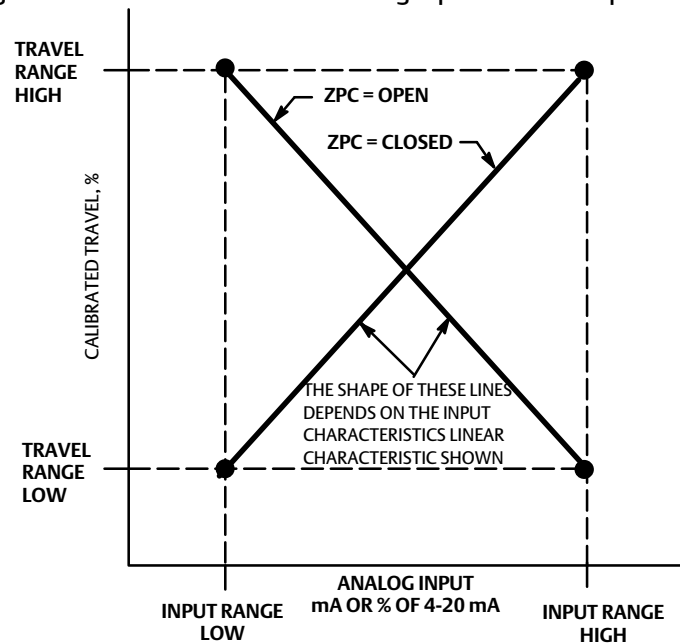 TRAVEL
RANGE
HIGH
ZPC = OPEN
ZPC = CLOSED
CALIBRATED TRAVEL, %
THE SHAPE OF THESE LINES
DEPENDS ON THE INPUT
CHARACTERISTICS LINEAR
CHARACTERISTIC SHOWN
TRAVEL
RANGE
LOW
ANALOG INPUT
mA OR % OF 4-20 mA
INPUT RANGE
LOW
INPUT RANGE
HIGH